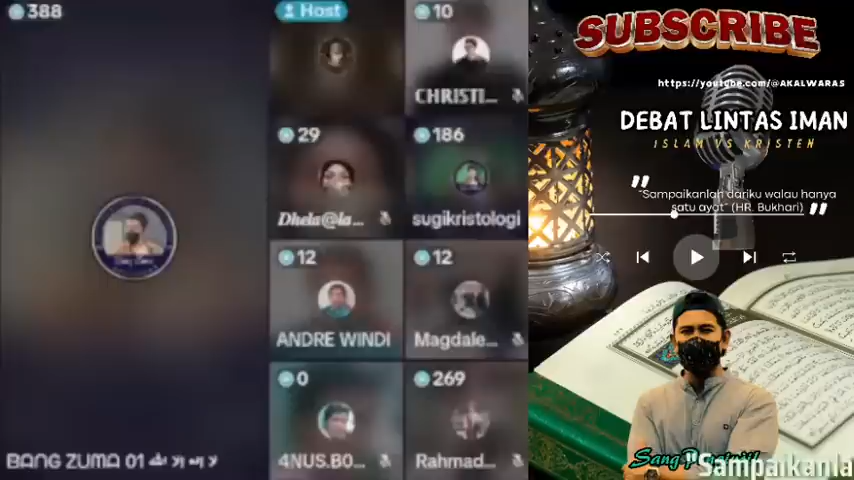 388
Host
10
CHRISTI...
29
Dhela@la...
186
sugikristologi
12
ANDRE WINDI
12
Magdale...
0
4NUS.BO...
269
Rahmad...
BANG ZUMA 01
SUBSCRIBE
https://youtube.com/@AKALWARAS
DEBAT LINTAS IMAN
ISLAM VS KRISTEN
"Sampaikanlah dariku walau hanya
satu ayat" (HR. Bukhari)
"Sampaikanla